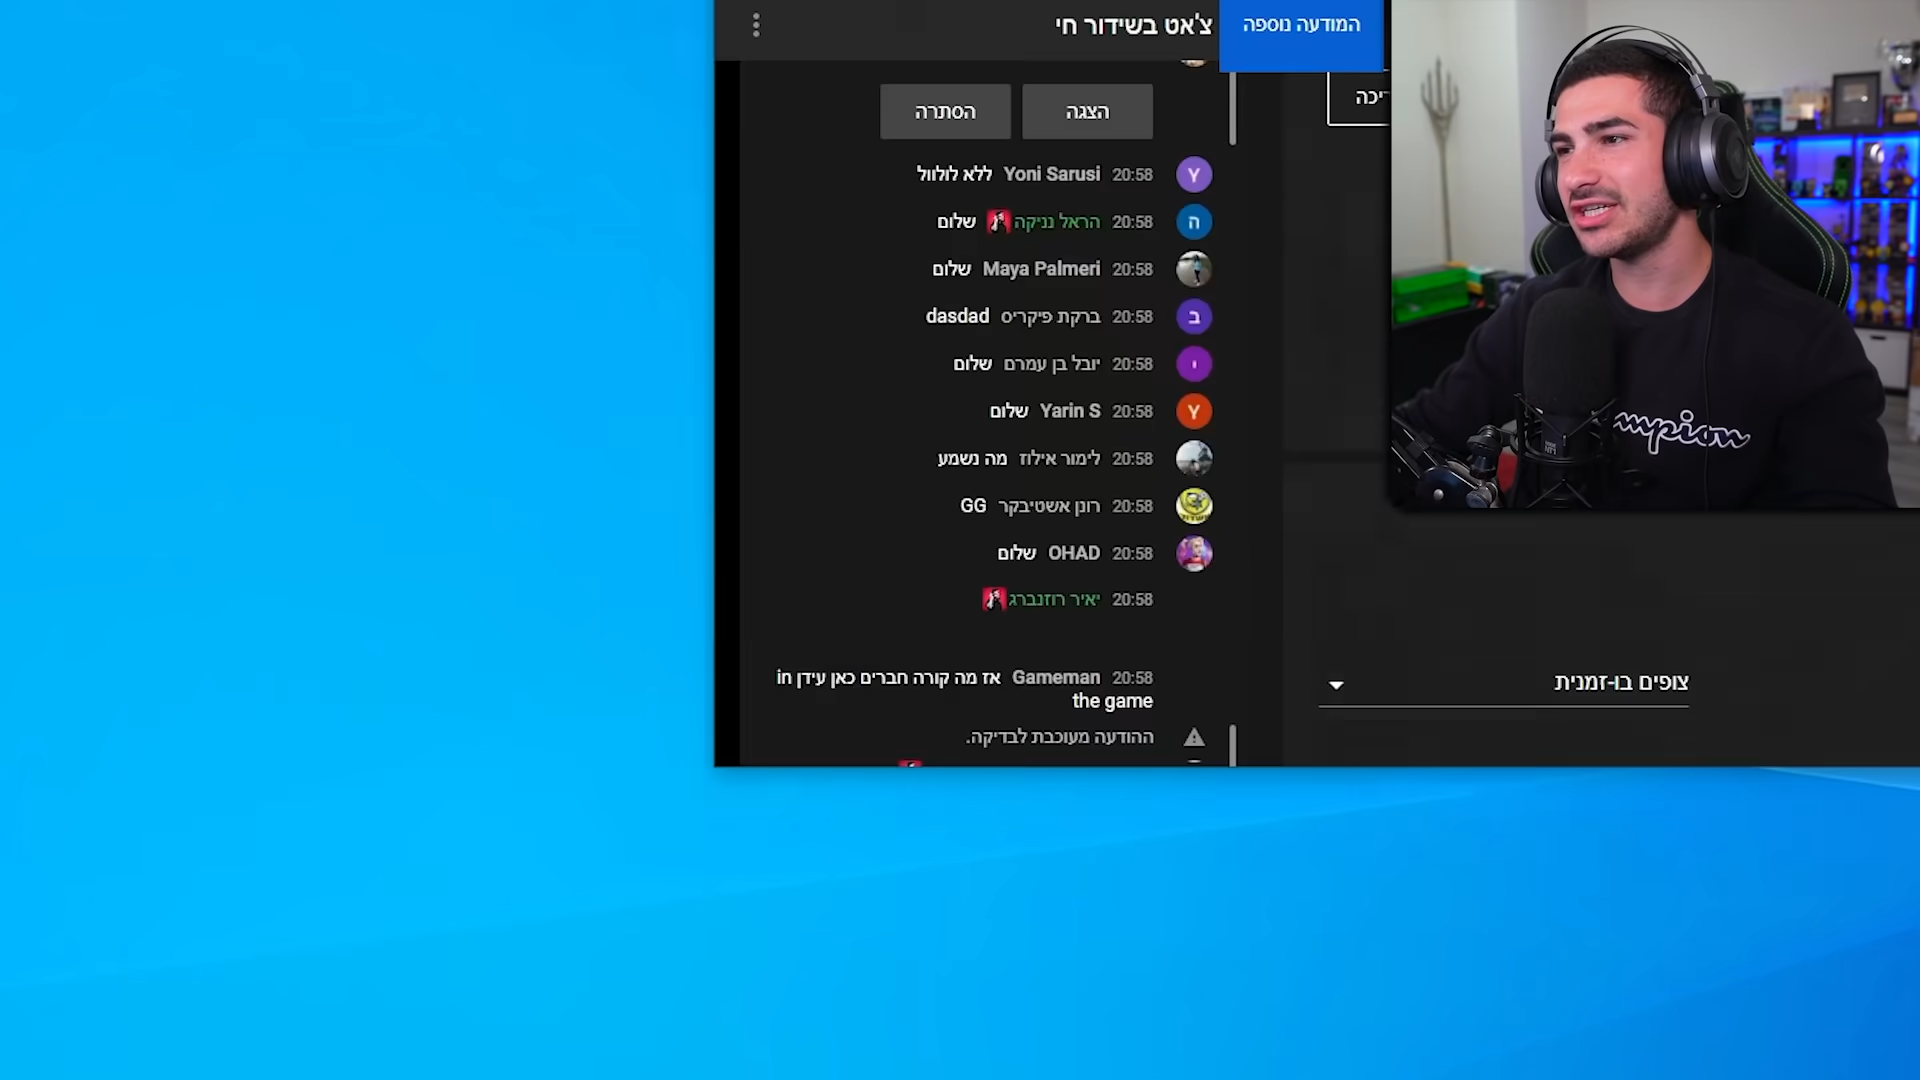 צ'אט בשידור חי
המודעה נוספה
הצגה
הסתרה
20:58 Yoni Sarusi ללא לולוול
20:58 הראל נניקה שלום
20:58 Maya Palmeri שלום
20:58 ברקת פיקריס dasdad
20:58 יובל בן עמרם שלום
20:58 Yarin S שלום
20:58 לימור אילוז מה נשמע
20:58 רונן אשטיבקר GG
20:58 OHAD שלום
20:58 יאיר רוזנברג
20:58 Gameman אז מה קורה חברים כאן עידן in
the game
ההודעה מעוכבת לבדיקה.
צופים בו-זמנית